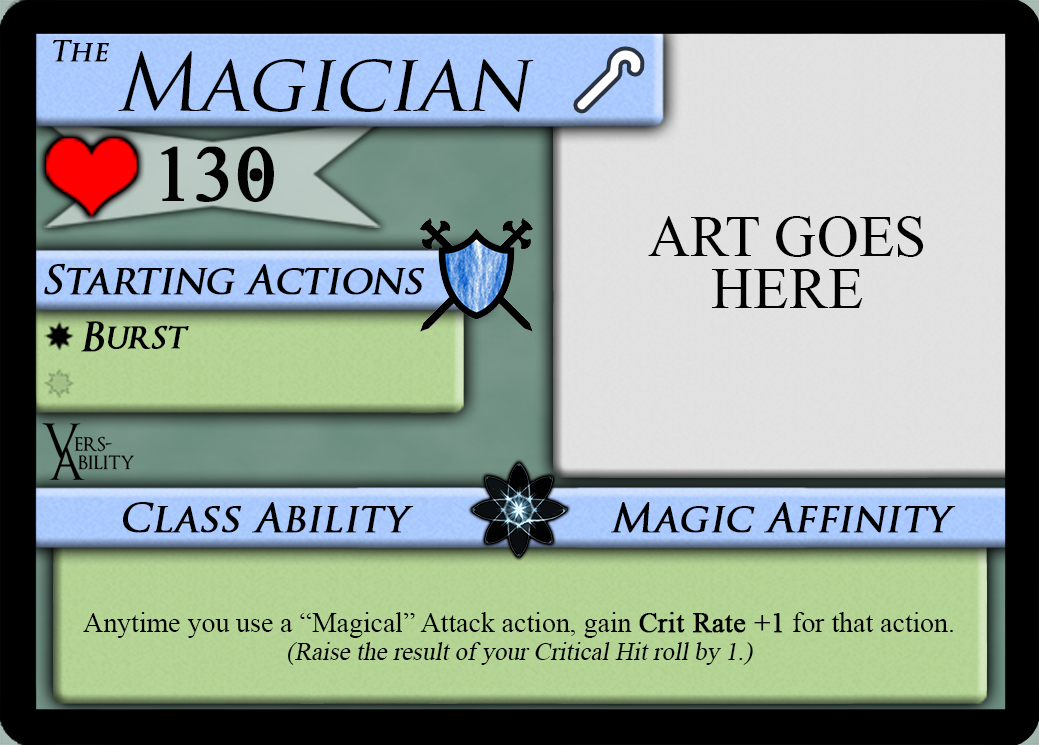 THE MAGICIAN
130
STARTING ACTIONS
BURST
VERS-
ABILITY
ART GOES
HERE
CLASS ABILITY
MAGIC AFFINITY
Anytime you use a “Magical” Attack action, gain Crit Rate +1 for that action.
(Raise the result of your Critical Hit roll by 1.)